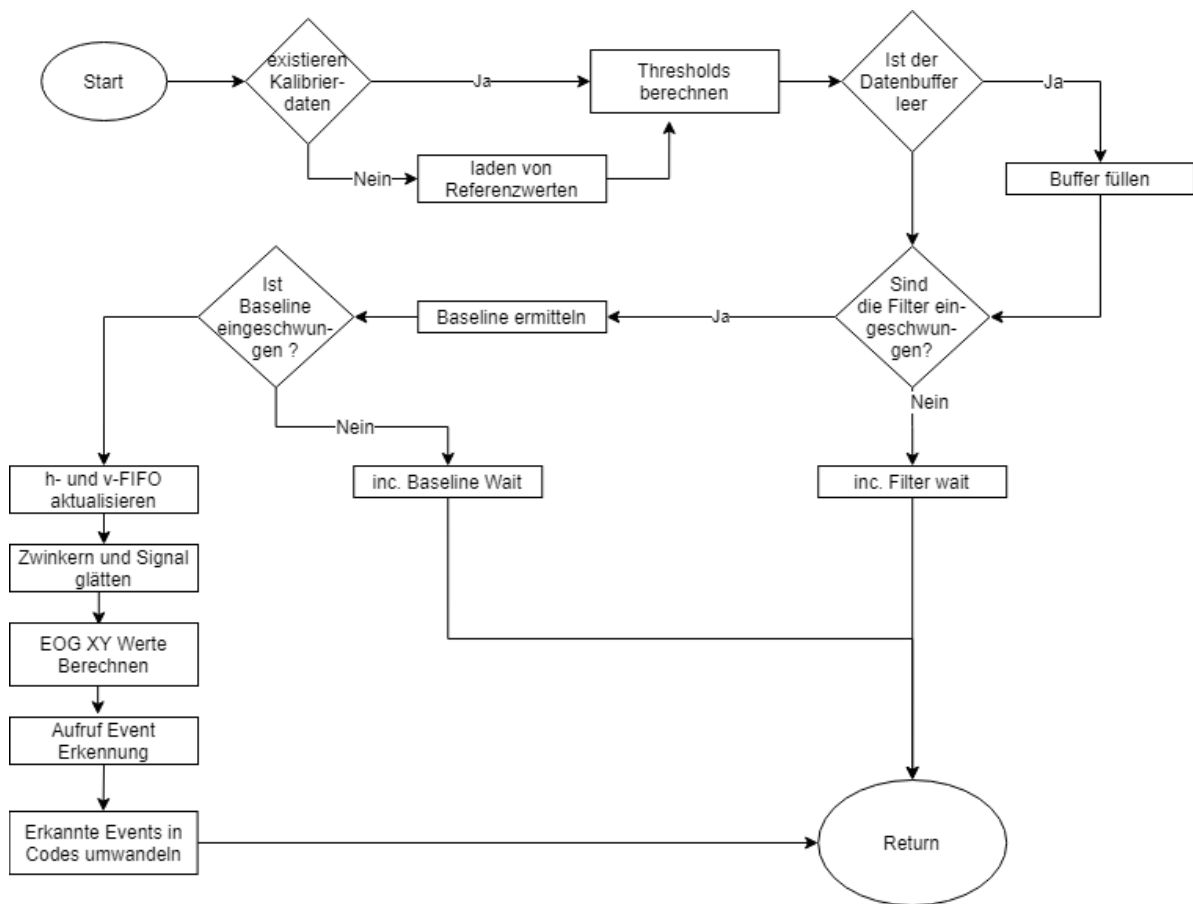 Start
existieren
Kalibrier-
daten
Ja
Thresholds
berechnen
Ist der
Datenbuffer
leer
Ja
Nein
laden von
Referenzwerten
Buffer füllen
Ist
Baseline
eingeschwun-
gen ?
Baseline ermitteln
Ja
Sind
die Filter ein-
geschwun-
gen?
Nein
Nein
h- und v-FIFO
aktualisieren
inc. Baseline Wait
inc. Filter wait
Zwinkern und Signal
glätten
EOG XY Werte
Berechnen
Aufruf Event
Erkennung
Erkannte Events in
Codes umwandeln
Return